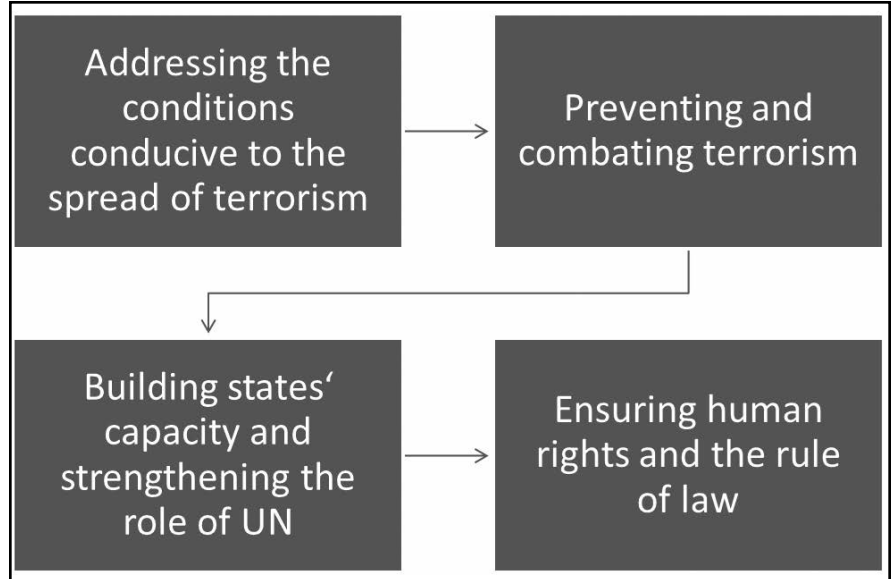 Addressing the
conditions
conducive to the
spread of terrorism
Preventing and
combating terrorism
Building states‘
capacity and
strengthening the
role of UN
Ensuring human
rights and the rule
of law